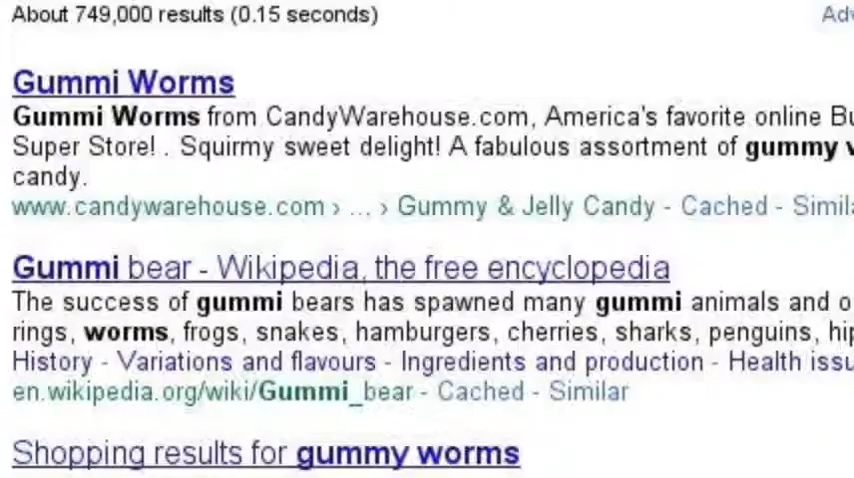 About 749,000 results (0.15 seconds)
Gummi Worms
Gummi Worms from CandyWarehouse.com, America's favorite online
Super Store! . Squirmy sweet delight! A fabulous assortment of gummy
candy.
www.candywarehouse.com › ... › Gummy & Jelly Candy - Cached -
Gummi bear - Wikipedia, the free encyclopedia
The success of gummi bears has spawned many gummi animals and
rings, worms, frogs, snakes, hamburgers, cherries, sharks, penguins,
History - Variations and flavours - Ingredients and production - Health
en.wikipedia.org/wiki/Gummi_bear - Cached - Similar
Shopping results for gummy worms